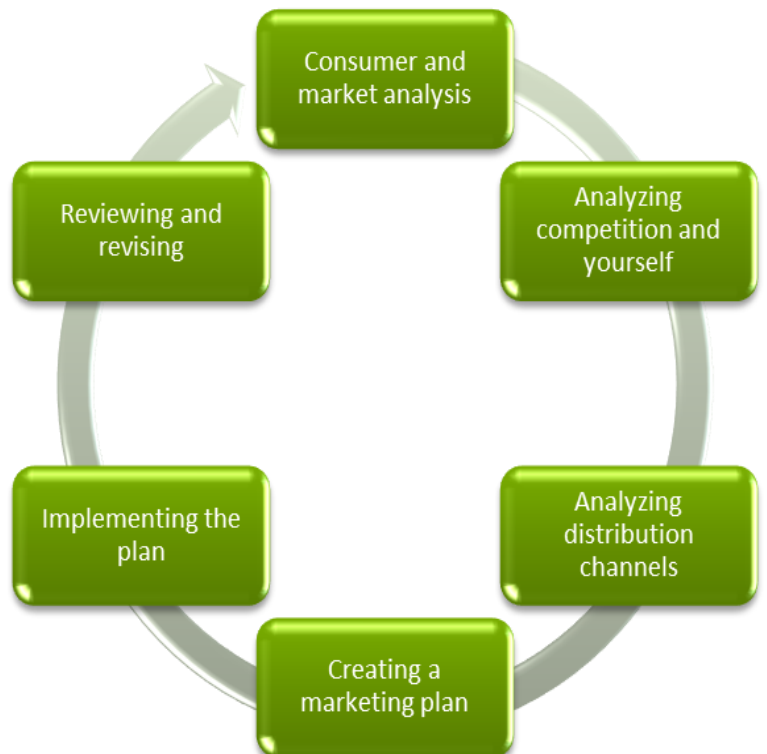 Consumer and
market analysis
Analyzing
competition and
yourself
Analyzing
distribution
channels
Creating a
marketing plan
Implementing the
plan
Reviewing and
revising